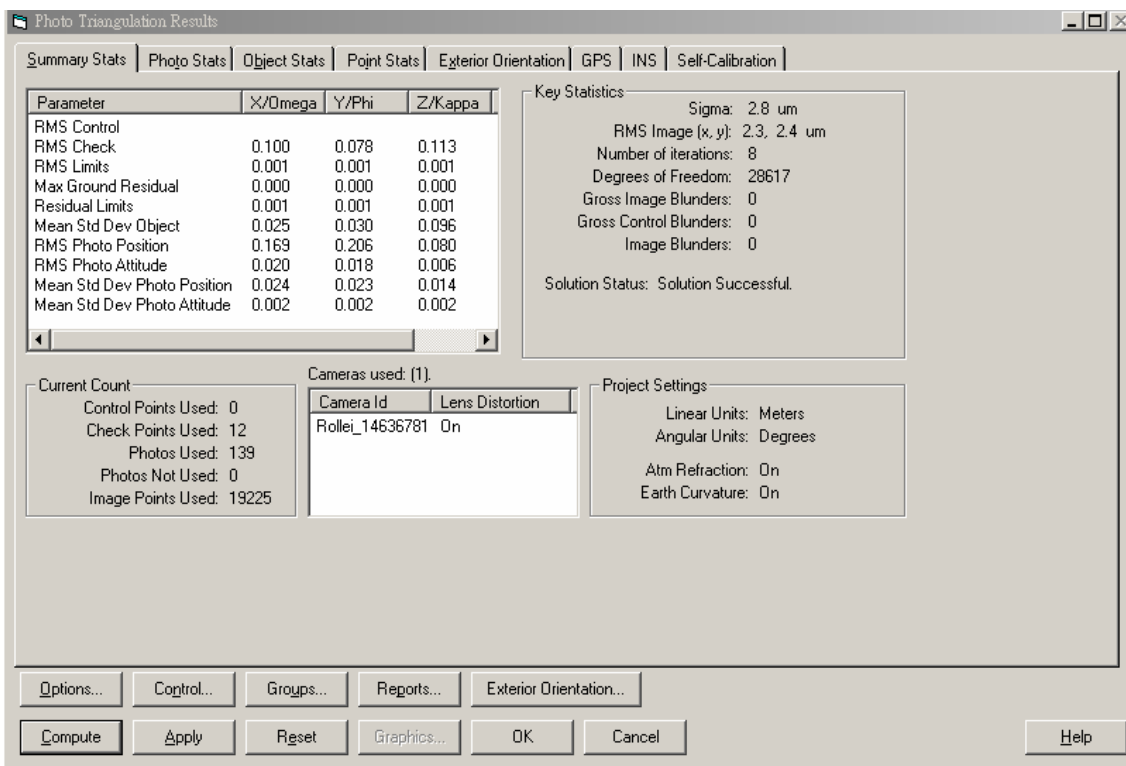 Photo Triangulation Results
Summary Stats Photo Stats Object Stats Point Stats Exterior Orientation GPS INS Self-Calibration
Parameter X/Omega Y/Phi Z/Kappa
RMS Control
RMS Check 0.100 0.078 0.113
RMS Limits 0.001 0.001 0.001
Max Ground Residual 0.000 0.000 0.000
Residual Limits 0.001 0.001 0.001
Mean Std Dev Object 0.025 0.030 0.096
RMS Photo Position 0.169 0.206 0.080
RMS Photo Attitude 0.020 0.018 0.006
Mean Std Dev Photo Position 0.024 0.023 0.014
Mean Std Dev Photo Attitude 0.002 0.002 0.002
Key Statistics
Sigma: 2.8 um
RMS Image (x, y): 2.3, 2.4 um
Number of iterations: 8
Degrees of Freedom: 28617
Gross Image Blunders: 0
Gross Control Blunders: 0
Image Blunders: 0
Solution Status: Solution Successful.
Current Count
Control Points Used: 0
Check Points Used: 12
Photos Used: 139
Photos Not Used: 0
Image Points Used: 19225
Cameras used: (1).
Camera Id Lens Distortion
Rollei_14636781 On
Project Settings
Linear Units: Meters
Angular Units: Degrees
Atm Refraction: On
Earth Curvature: On
Options... Control... Groups... Reports... Exterior Orientation...
Compute Apply Reset Graphics... OK Cancel Help